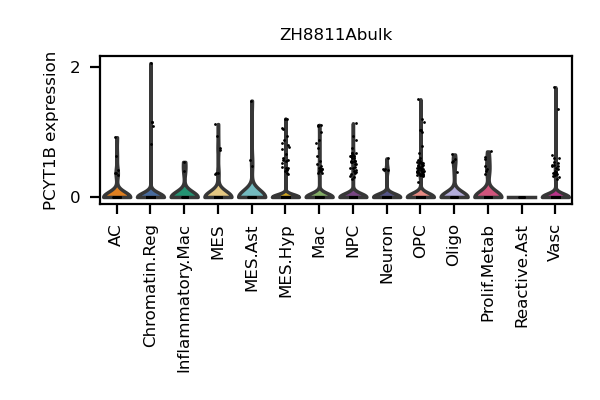 ZH8811Abulk
PCYT1B expression
2
0
AC
Chromatin.Reg
Inflammatory.Mac
MES
MES.Ast
MES.Hyp
Mac
NPC
Neuron
OPC
Oligo
Prolif.Metab
Reactive.Ast
Vasc